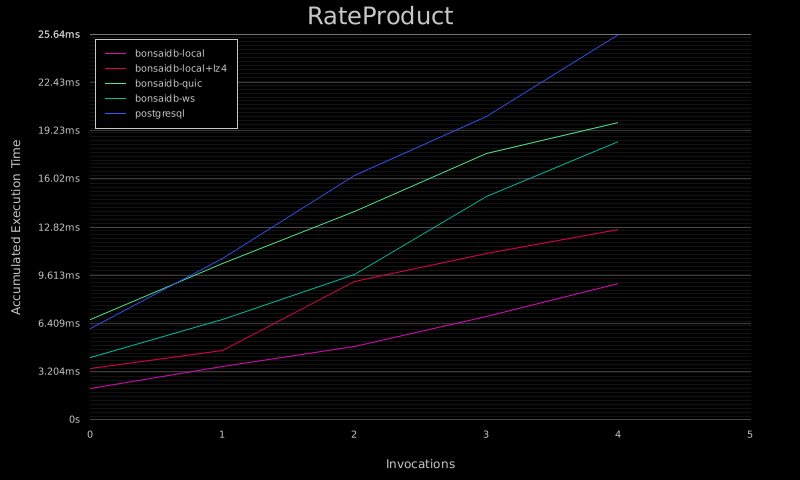 RateProduct
25.64ms
22.43ms
19.23ms
16.02ms
12.82ms
9.613ms
6.409ms
3.204ms
0s
bonsaidb-local
bonsaidb-local+lz4
bonsaidb-quic
bonsaidb-ws
postgresql
Accumulated Execution Time
0 1 2 3 4 5
Invocations